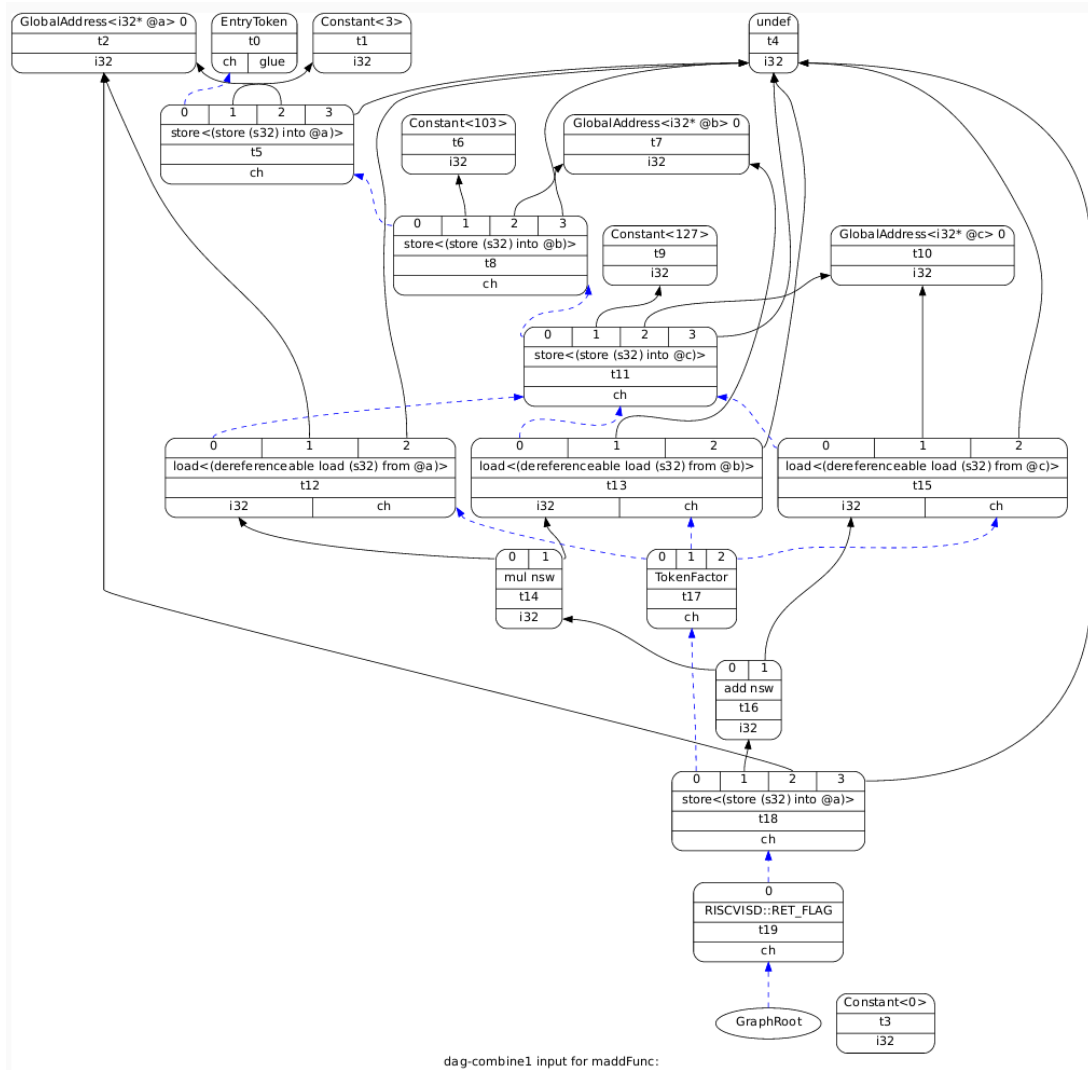 GlobalAddress<i32* @a> 0
t2
i32
EntryToken
t0
ch glue
Constant<3>
t1
i32
undef
t4
i32
0 1 2 3
store<(store (s32) into @a)>
t5
ch
Constant<103>
t6
i32
GlobalAddress<i32* @b> 0
t7
i32
0 1 2 3
store<(store (s32) into @b)>
t8
ch
Constant<127>
t9
i32
GlobalAddress<i32* @c> 0
t10
i32
0 1 2 3
store<(store (s32) into @c)>
t11
ch
0 1 2
load<(dereferenceable load (s32) from @a)>
t12
i32 ch
0 1 2
load<(dereferenceable load (s32) from @b)>
t13
i32 ch
0 1 2
load<(dereferenceable load (s32) from @c)>
t15
i32 ch
0 1
mul nsw
t14
i32
0 1 2
TokenFactor
t17
ch
0 1
add nsw
t16
i32
0 1 2 3
store<(store (s32) into @a)>
t18
ch
0
RISCVISD::RET_FLAG
t19
ch
GraphRoot
Constant<0>
t3
i32
dag-combine1 input for maddFunc: